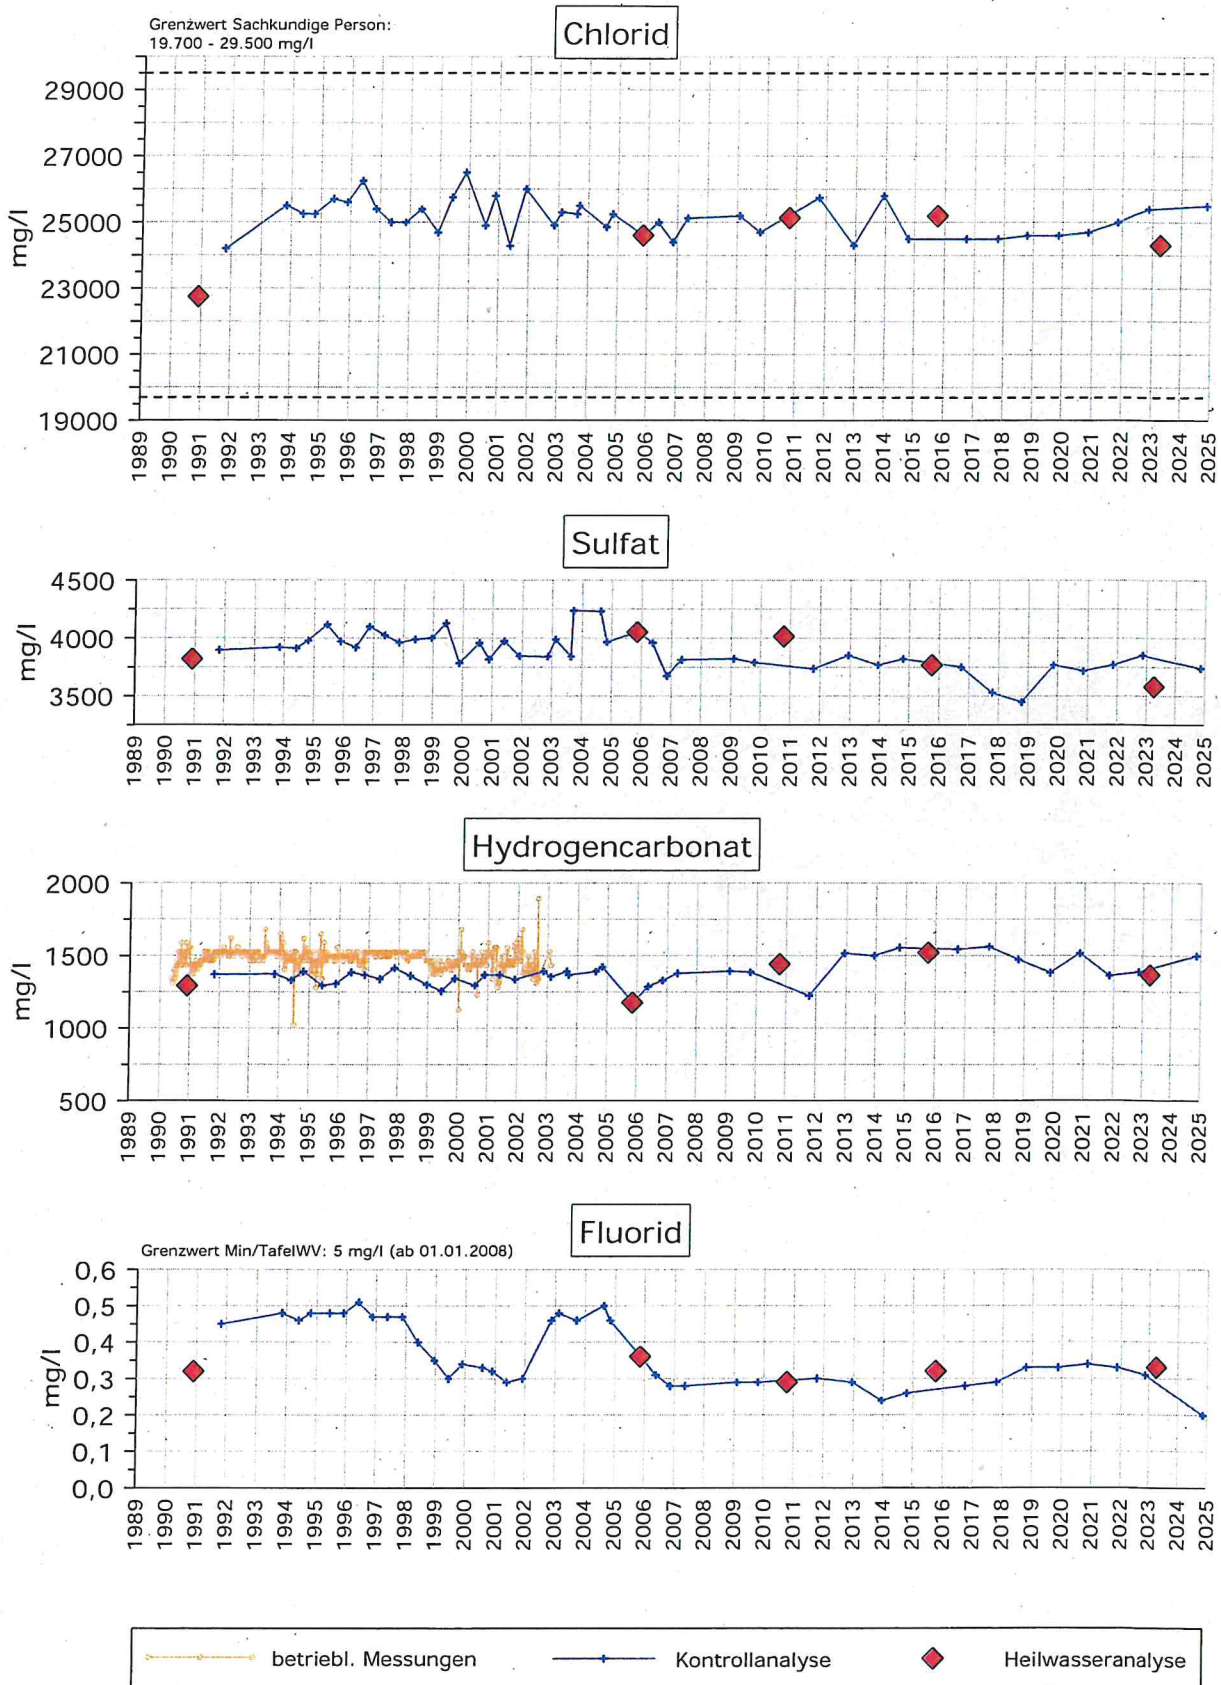 Grenzwert Sachkundige Person:
19.700 - 29.500 mg/l
Chlorid
mg/l
29000
27000
25000
23000
21000
19000
1989 1990 1991 1992 1993 1994 1995 1996 1997 1998 1999 2000 2001 2002 2003 2004 2005 2006 2007 2008 2009 2010 2011 2012 2013 2014 2015 2016 2017 2018 2019 2020 2021 2022 2023 2024 2025
Sulfat
mg/l
4500
4000
3500
1989 1990 1991 1992 1993 1994 1995 1996 1997 1998 1999 2000 2001 2002 2003 2004 2005 2006 2007 2008 2009 2010 2011 2012 2013 2014 2015 2016 2017 2018 2019 2020 2021 2022 2023 2024 2025
Hydrogencarbonat
mg/l
2000
1500
1000
500
1989 1990 1991 1992 1993 1994 1995 1996 1997 1998 1999 2000 2001 2002 2003 2004 2005 2006 2007 2008 2009 2010 2011 2012 2013 2014 2015 2016 2017 2018 2019 2020 2021 2022 2023 2024 2025
Fluorid
Grenzwert Min/TafelWV: 5 mg/l (ab 01.01.2008)
mg/l
0,6
0,5
0,4
0,3
0,2
0,1
0,0
1989 1990 1991 1992 1993 1994 1995 1996 1997 1998 1999 2000 2001 2002 2003 2004 2005 2006 2007 2008 2009 2010 2011 2012 2013 2014 2015 2016 2017 2018 2019 2020 2021 2022 2023 2024 2025
betriebl. Messungen Kontrollanalyse Heilwasseranalyse